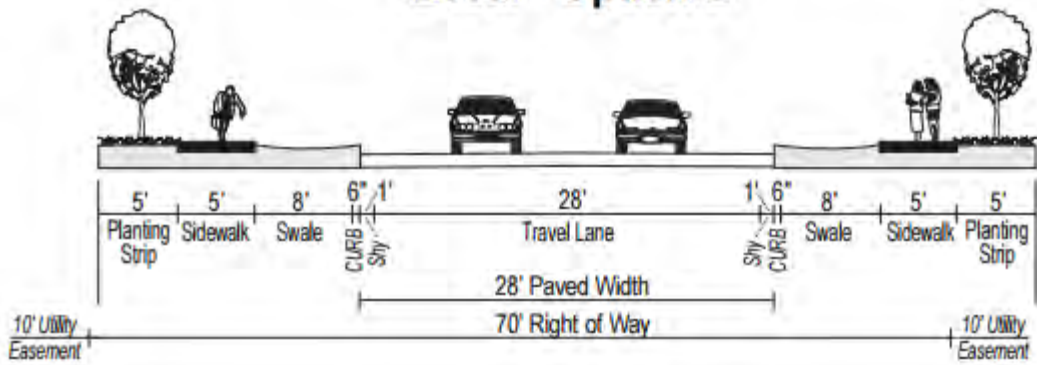 5' 5' 8' 6" 1' 28' 1' 6" 8' 5' 5'
Planting Strip Sidewalk Swale CURB Shy Travel Lane Shy CURB Swale Sidewalk Planting Strip
28' Paved Width
70' Right of Way
10' Utility Easement
10' Utility Easement